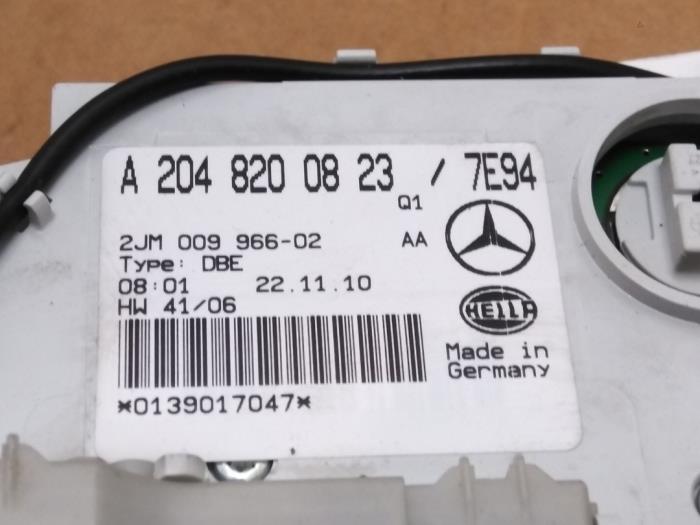 A 204 820 08 23 / 7E94
Q1
2JM 009 966-02 AA
Type: DBE
08:01 22.11.10
HW 41/06
HELLA
Made in
Germany
*0139017047*